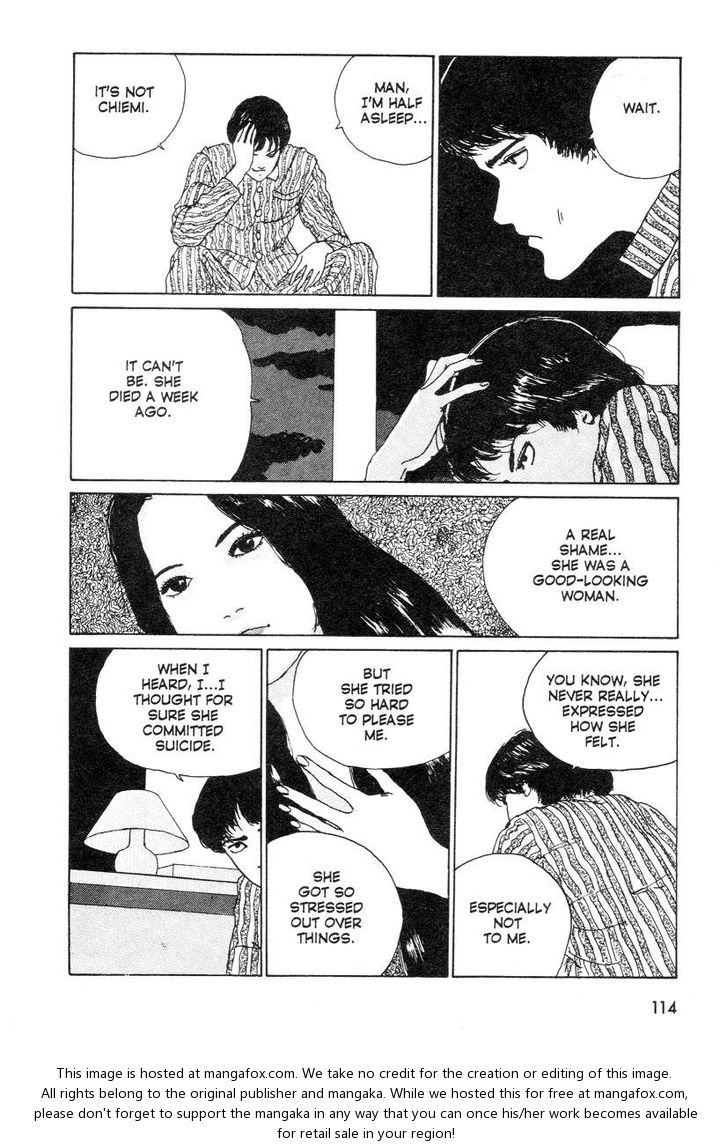 WAIT.
MAN,
I'M HALF
ASLEEP...
IT'S NOT
CHIEMI.
IT CAN'T
BE. SHE
DIED A WEEK
AGO.
A REAL
SHAME...
SHE WAS A
GOOD-LOOKING
WOMAN.
YOU KNOW, SHE
NEVER REALLY...
EXPRESSED
HOW SHE
FELT.
ESPECIALLY
NOT
TO ME.
BUT
SHE TRIED
SO HARD
TO PLEASE
ME.
SHE
GOT SO
STRESSED
OUT OVER
THINGS.
WHEN I
HEARD, I...I
THOUGHT FOR
SURE SHE
COMMITTED
SUICIDE.
114
This image is hosted at mangafox.com. We take no credit for the creation or editing of this image.
All rights belong to the original publisher and mangaka. While we hosted this for free at mangafox.com,
please don't forget to support the mangaka in any way that you can once his/her work becomes available
for retail sale in your region!